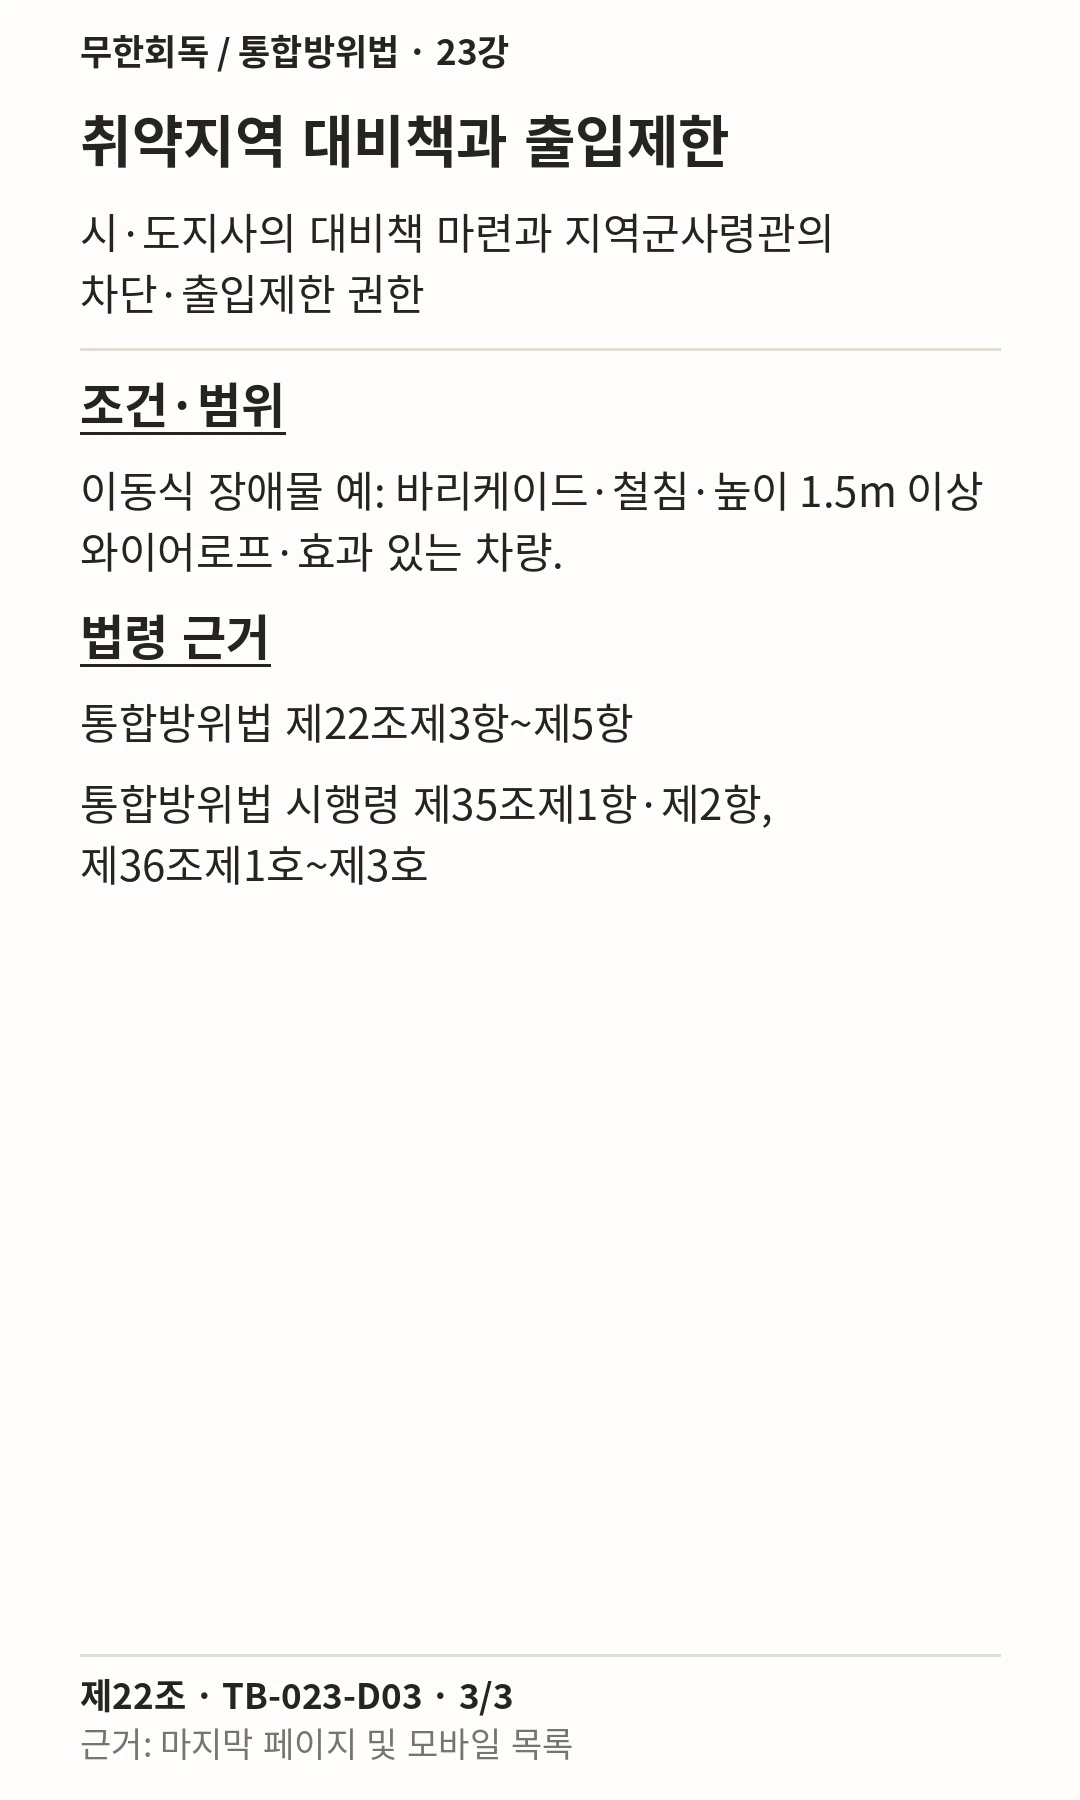 무한회독 / 통합방위법 · 23강
취약지역 대비책과 출입제한
시·도지사의 대비책 마련과 지역군사령관의
차단·출입제한 권한
조건·범위
이동식 장애물 예: 바리케이드·철침·높이 1.5m 이상
와이어로프·효과 있는 차량.
법령 근거
통합방위법 제22조제3항~제5항
통합방위법 시행령 제35조제1항·제2항,
제36조제1호~제3호
제22조 · TB-023-D03 · 3/3
근거: 마지막 페이지 및 모바일 목록